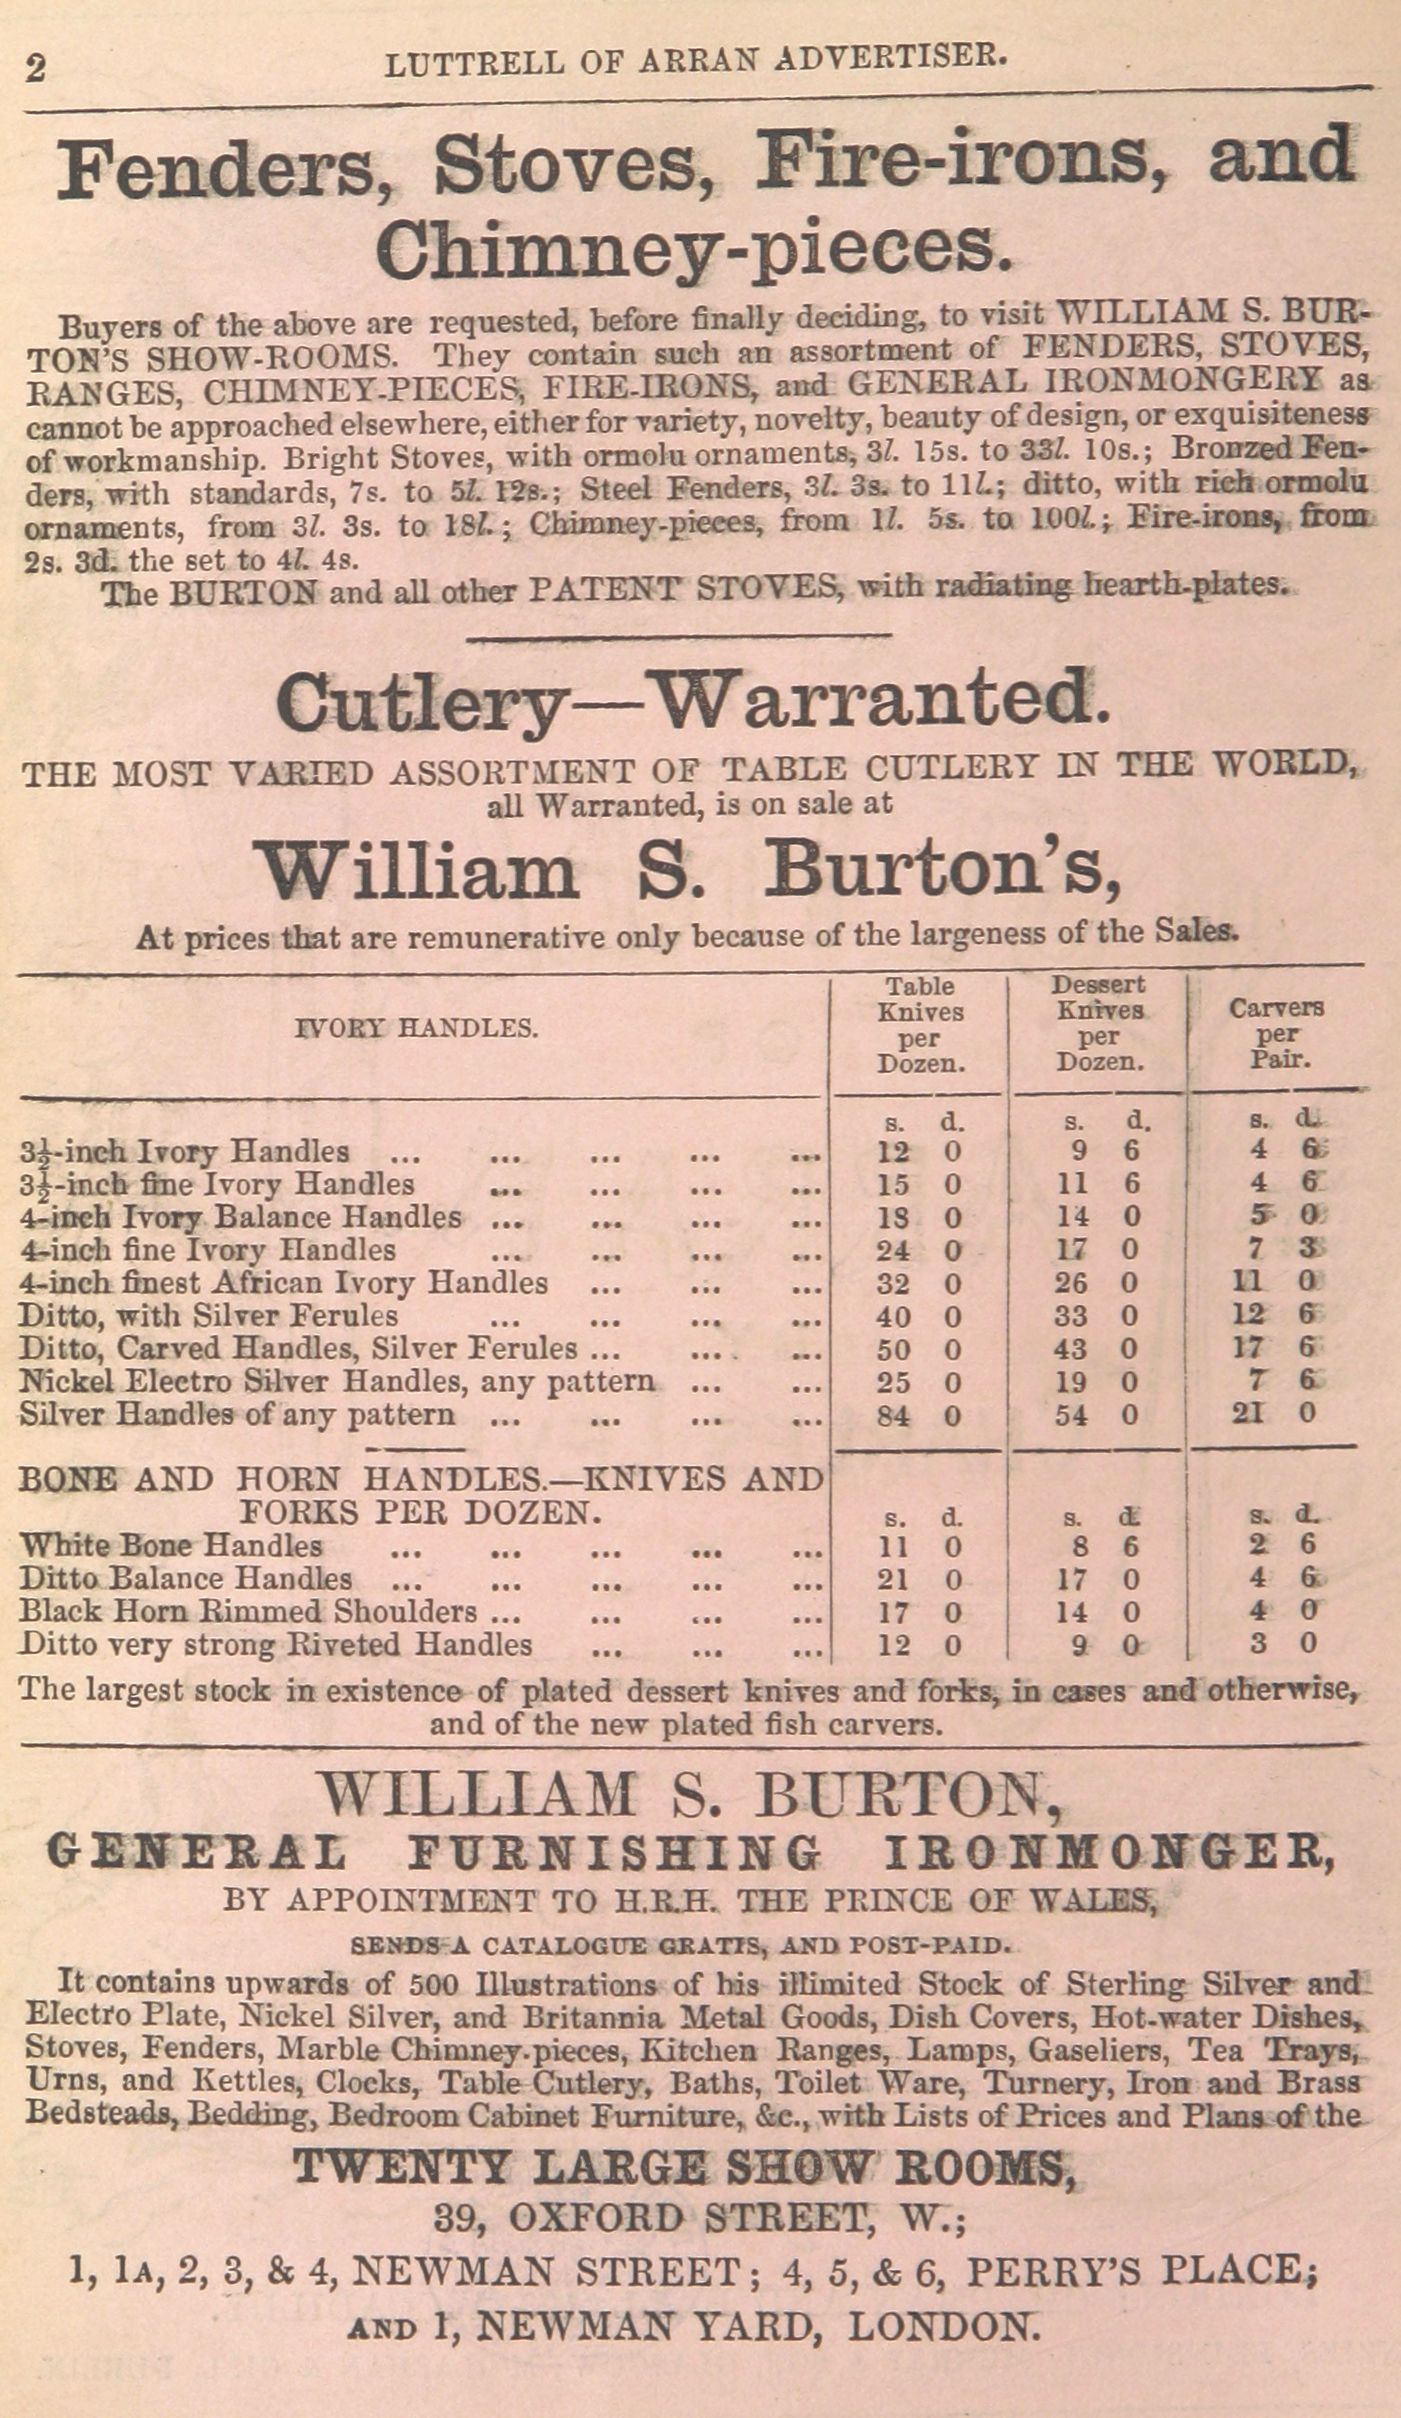 2
LUTTRELL OF ARRAN ADVERTISER.
Fenders, Stoves, Fire-irons, and
Chimney-pieces.
Buyers of the above are requested, before finally deciding, to visit WILLIAM S. BUR-
TON'S SHOW-ROOMS. They contain such an assortment of FENDERS, STOVES,
RANGES, CHIMNEY-PIECES, FIRE-IRONS, and GENERAL IRONMONGERY as
cannot be approached elsewhere, either for variety, novelty, beauty of design, or exquisiteness
of workmanship. Bright Stoves, with ormolu ornaments, 3l. 15s. to 33l. 10s.; Bronzed Fen-
ders, with standards, 7s. to 5l. 12s.; Steel Fenders, 3l. 3s. to 11l.; ditto, with rich ormolu
ornaments, from 3l. 3s. to 18l.; Chimney-pieces, from 1l. 5s. to 100l.; Fire-irons, from
2s. 3d. the set to 4l. 4s.
The BURTON and all other PATENT STOVES, with radiating hearth-plates.
Cutlery—Warranted.
THE MOST VARIED ASSORTMENT OF TABLE CUTLERY IN THE WORLD,
all Warranted, is on sale at
William S. Burton's,
At prices that are remunerative only because of the largeness of the Sales.
IVORY HANDLES. Table Knives per Dozen. Dessert Knives per Dozen. Carvers per Pair.
s. d. s. d. s. d.
3½-inch Ivory Handles ... ... ... ... ... 12 0 9 6 4 6
3½-inch fine Ivory Handles ... ... ... ... 15 0 11 6 4 6
4-inch Ivory Balance Handles ... ... ... ... 18 0 14 0 5 0
4-inch fine Ivory Handles ... ... ... ... 24 0 17 0 7 3
4-inch finest African Ivory Handles ... ... ... 32 0 26 0 11 0
Ditto, with Silver Ferules ... ... ... ... 40 0 33 0 12 6
Ditto, Carved Handles, Silver Ferules ... ... ... 50 0 43 0 17 6
Nickel Electro Silver Handles, any pattern ... ... 25 0 19 0 7 6
Silver Handles of any pattern ... ... ... ... 84 0 54 0 21 0
BONE AND HORN HANDLES.—KNIVES AND
FORKS PER DOZEN. s. d. s. d. s. d.
White Bone Handles ... ... ... ... ... 11 0 8 6 2 6
Ditto Balance Handles ... ... ... ... ... 21 0 17 0 4 6
Black Horn Rimmed Shoulders ... ... ... ... 17 0 14 0 4 0
Ditto very strong Riveted Handles ... ... ... 12 0 9 0 3 0
The largest stock in existence of plated dessert knives and forks, in cases and otherwise,
and of the new plated fish carvers.
WILLIAM S. BURTON,
GENERAL FURNISHING IRONMONGER,
BY APPOINTMENT TO H.R.H. THE PRINCE OF WALES,
SENDS A CATALOGUE GRATIS, AND POST-PAID.
It contains upwards of 500 Illustrations of his illimited Stock of Sterling Silver and
Electro Plate, Nickel Silver, and Britannia Metal Goods, Dish Covers, Hot-water Dishes,
Stoves, Fenders, Marble Chimney-pieces, Kitchen Ranges, Lamps, Gaseliers, Tea Trays,
Urns, and Kettles, Clocks, Table Cutlery, Baths, Toilet Ware, Turnery, Iron and Brass
Bedsteads, Bedding, Bedroom Cabinet Furniture, &c., with Lists of Prices and Plans of the
TWENTY LARGE SHOW ROOMS,
39, OXFORD STREET, W.;
1, 1A, 2, 3, & 4, NEWMAN STREET; 4, 5, & 6, PERRY'S PLACE;
AND 1, NEWMAN YARD, LONDON.